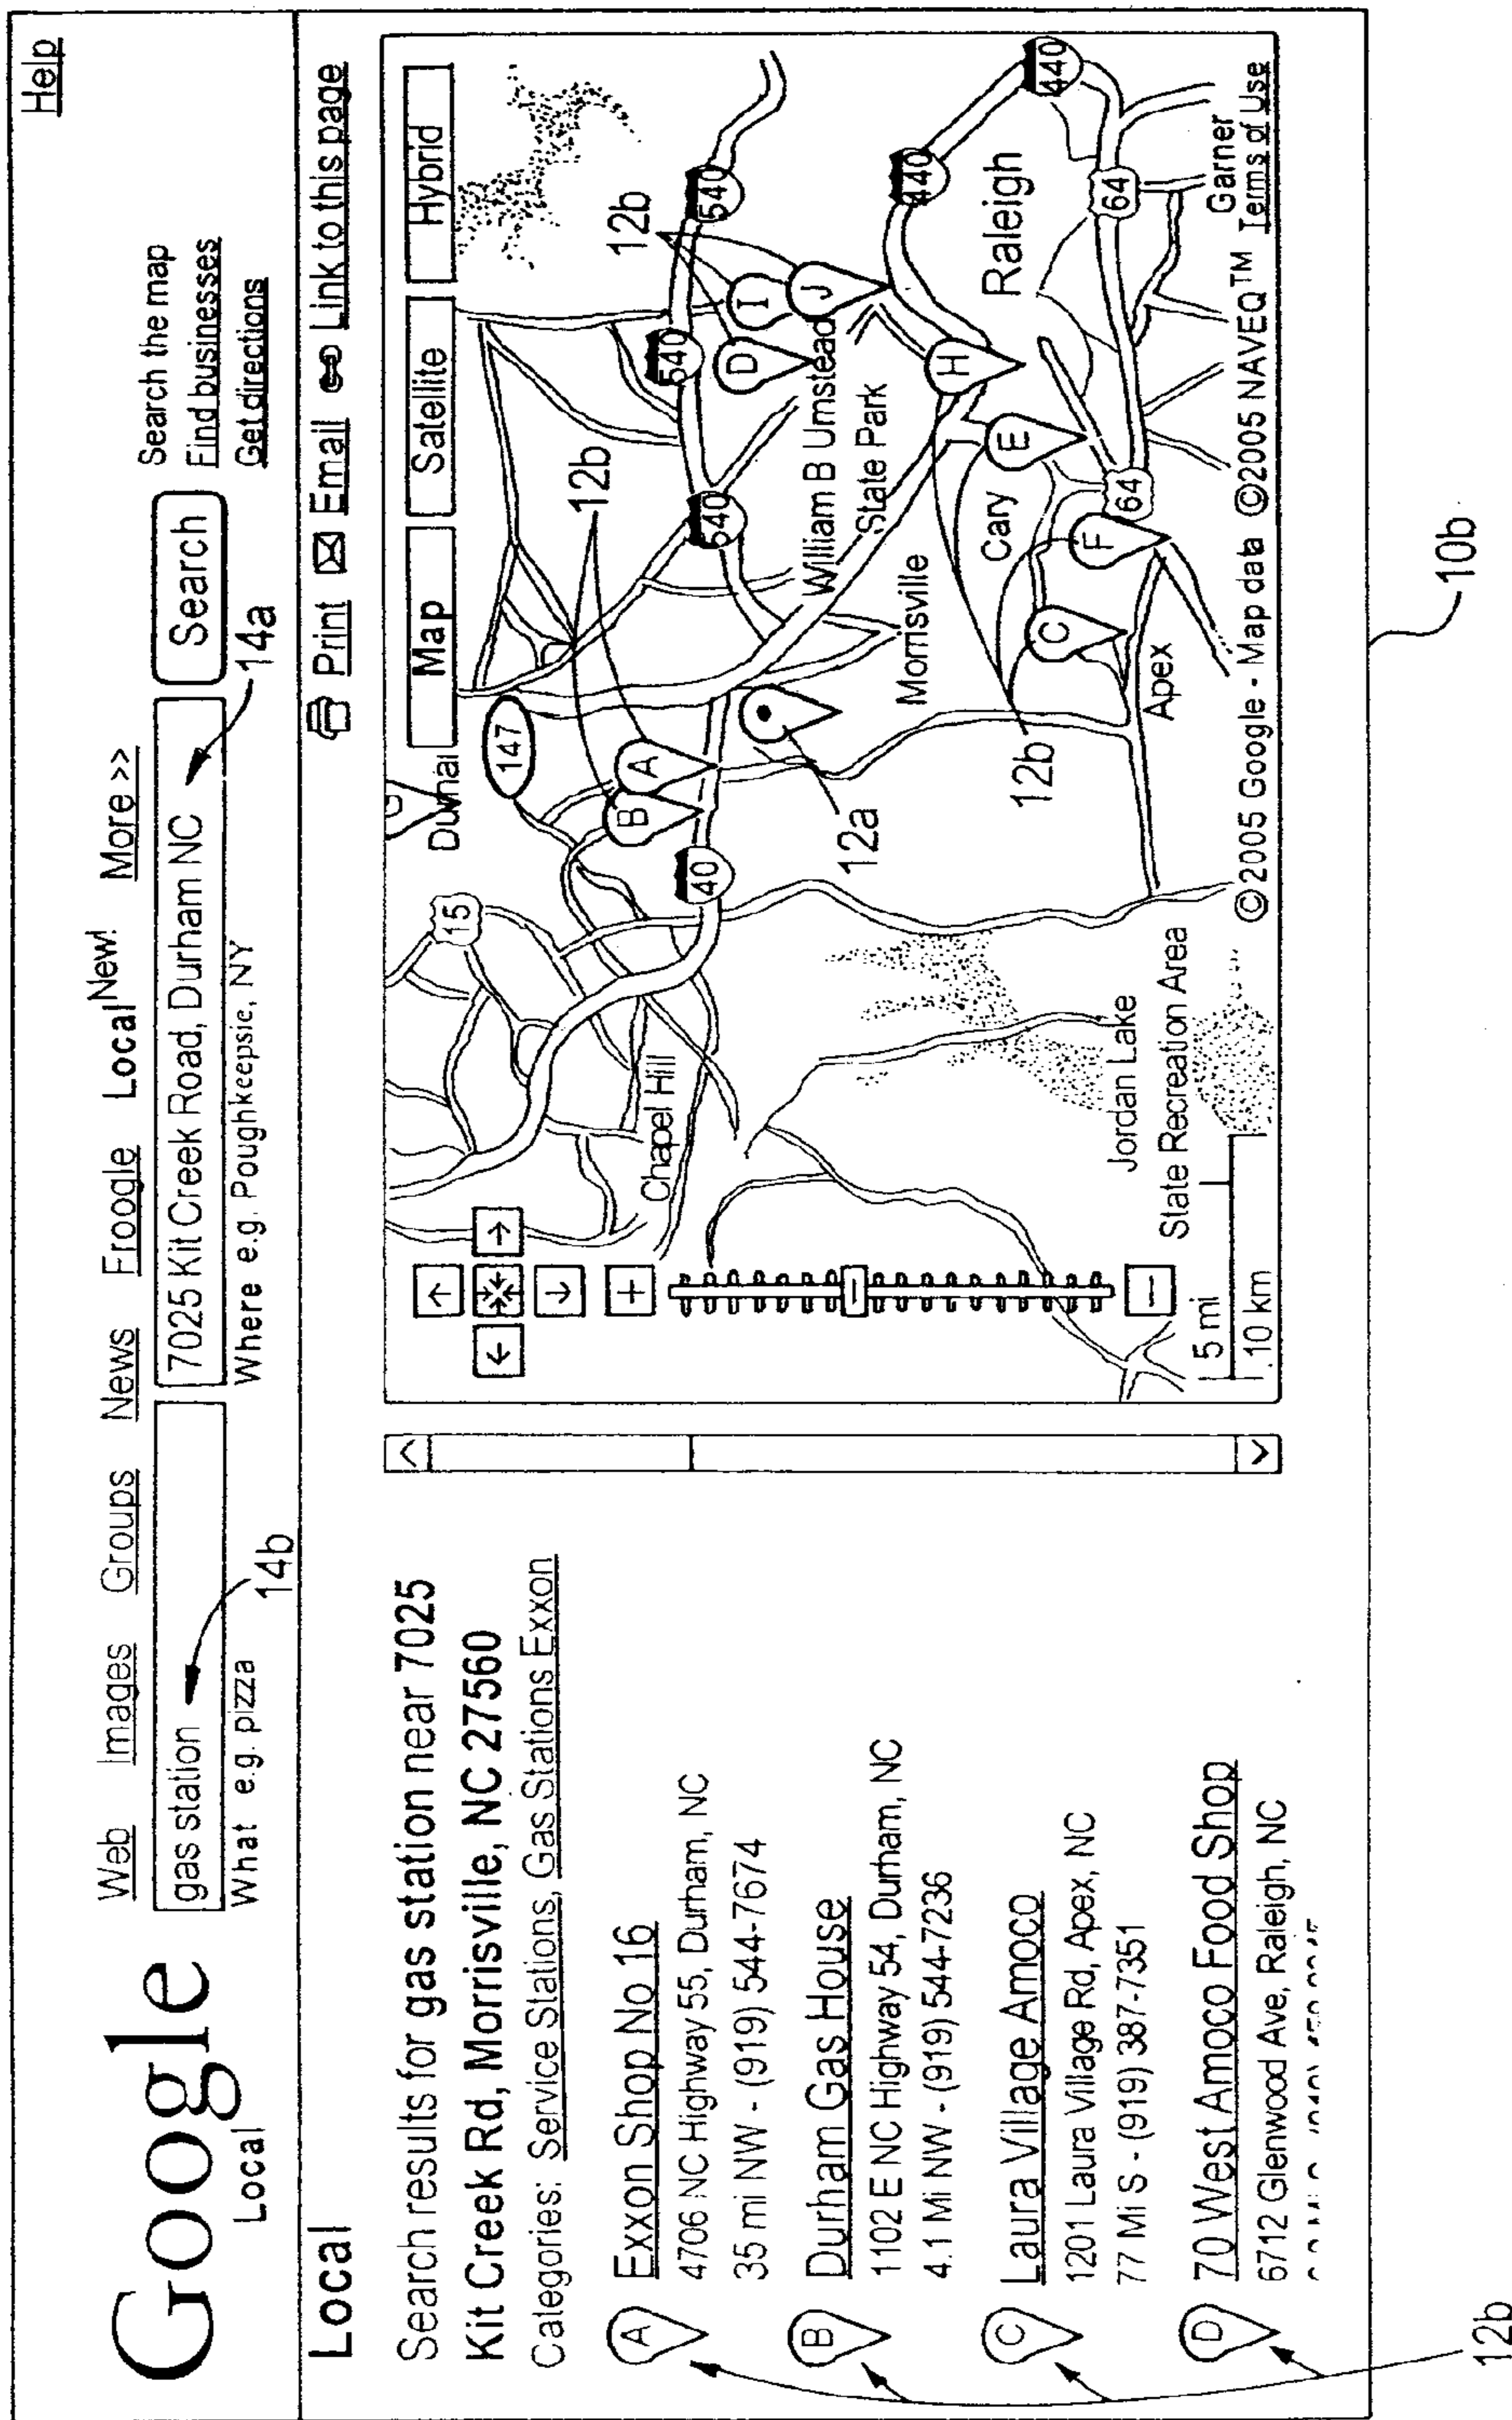 Help
Google
Local
Web Images Groups News Froogle Local New! More >>
gas station
7025 Kit Creek Road, Durham NC
Search
Search the map
Find businesses
Get directions
What e.g. pizza
Where e.g. Poughkeepsie, NY
14b
14a
Local
Print Email Link to this page
Search results for gas station near 7025
Kit Creek Rd, Morrisville, NC 27560
Calegories: Service Stations, Gas Stations Exxon
A
Exxon Shop No 16
4706 NC Highway 55, Durham, NC
35 mi NW - (919) 544-7674
B
Durham Gas House
1102 E NC Highway 54, Durham, NC
4.1 Mi NW - (919) 544-7236
C
Laura Village Amoco
1201 Laura Village Rd, Apex, NC
77 Mi S - (919) 387-7351
D
70 West Amoco Food Shop
6712 Glenwood Ave, Raleigh, NC
12b
Map
Satellite
Hybrid
147
15
540
540
540
12b
12b
B
A
D
I
J
40
Chapel Hill
12a
William B Umstead
State Park
440
440
Morrisville
H
Raleigh
E
Cary
12b
C
F
64
64
Jordan Lake
State Recreation Area
Apex
Garner
5 mi
10 km
©2005 Google - Map data ©2005 NAVEQ™ Terms of Use
10b